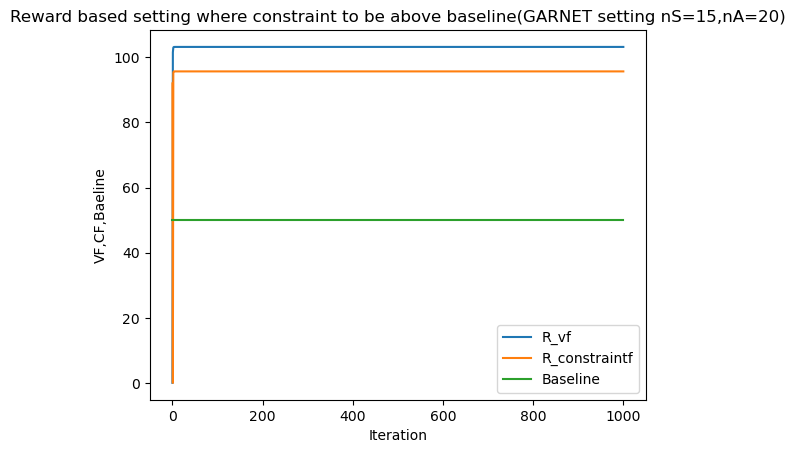 Reward based setting where constraint to be above baseline(GARNET setting nS=15,nA=20)
100
80
60
40
20
0
VF,CF,Baeline
R_vf
R_constraintf
Baseline
0 200 400 600 800 1000
Iteration